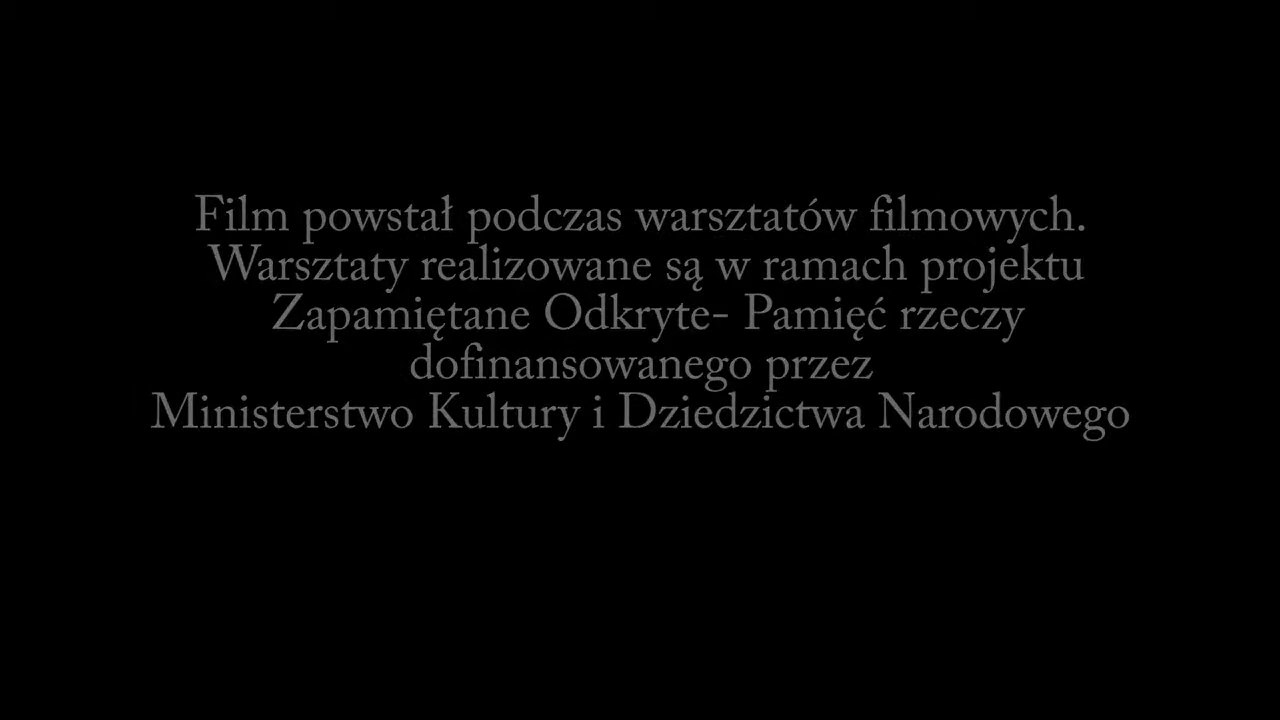 Film powstał podczas warsztatów filmowych.
Warsztaty realizowane są w ramach projektu
Zapamiętane Odkryte- Pamięć rzeczy
dofinansowanego przez
Ministerstwo Kultury i Dziedzictwa Narodowego